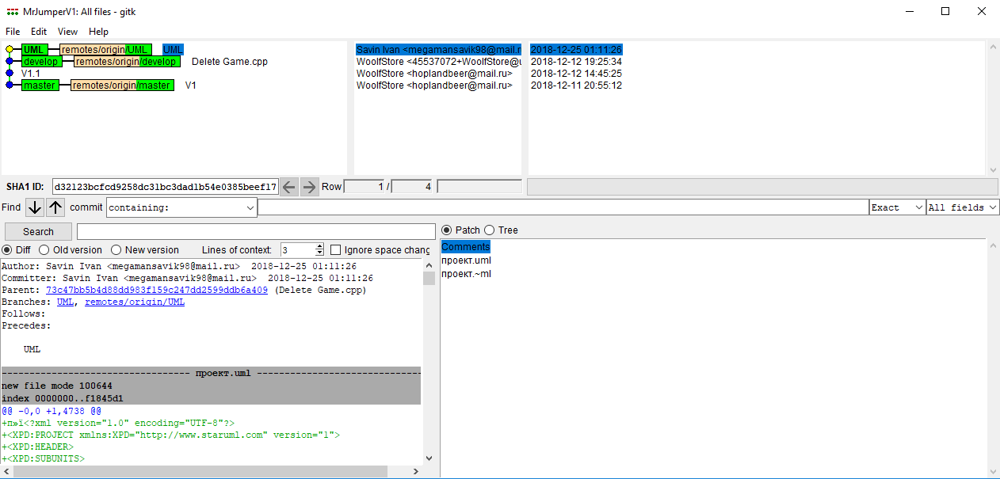 MrJumperV1: All files - gitk
File Edit View Help
UML remotes/origin/UML UML Savin Ivan <megamansavik98@mail.r 2018-12-25 01:11:26
develop remotes/origin/develop Delete Game.cpp WoolfStore <45537072+WoolfStore@u 2018-12-12 19:25:34
V1.1 WoolfStore <hoplandbeer@mail.ru> 2018-12-12 14:45:25
master remotes/origin/master V1 WoolfStore <hoplandbeer@mail.ru> 2018-12-11 20:55:12
SHA1 ID: d32123bcfcd9258dc31bc3dad1b54e0385beef17 Row 1 / 4
Find commit containing: Exact All fields
Search
Patch Tree
Diff Old version New version Lines of context: 3 Ignore space chang
Author: Savin Ivan <megamansavik98@mail.ru> 2018-12-25 01:11:26
Committer: Savin Ivan <megamansavik98@mail.ru> 2018-12-25 01:11:26
Parent: 73c47bb5b4d88dd983f159c247dd2599ddb6a409 (Delete Game.cpp)
Branches: UML, remotes/origin/UML
Follows:
Precedes:
UML
---------------------------------- проект.uml ------------------------------
new file mode 100644
index 0000000..f1845d1
@@ -0,0 +1,4738 @@
+п»ї<?xml version="1.0" encoding="UTF-8"?>
+<XPD:PROJECT xmlns:XPD="http://www.staruml.com" version="1">
+<XPD:HEADER>
+<XPD:SUBUNITS>
Comments
проект.uml
проект.~ml